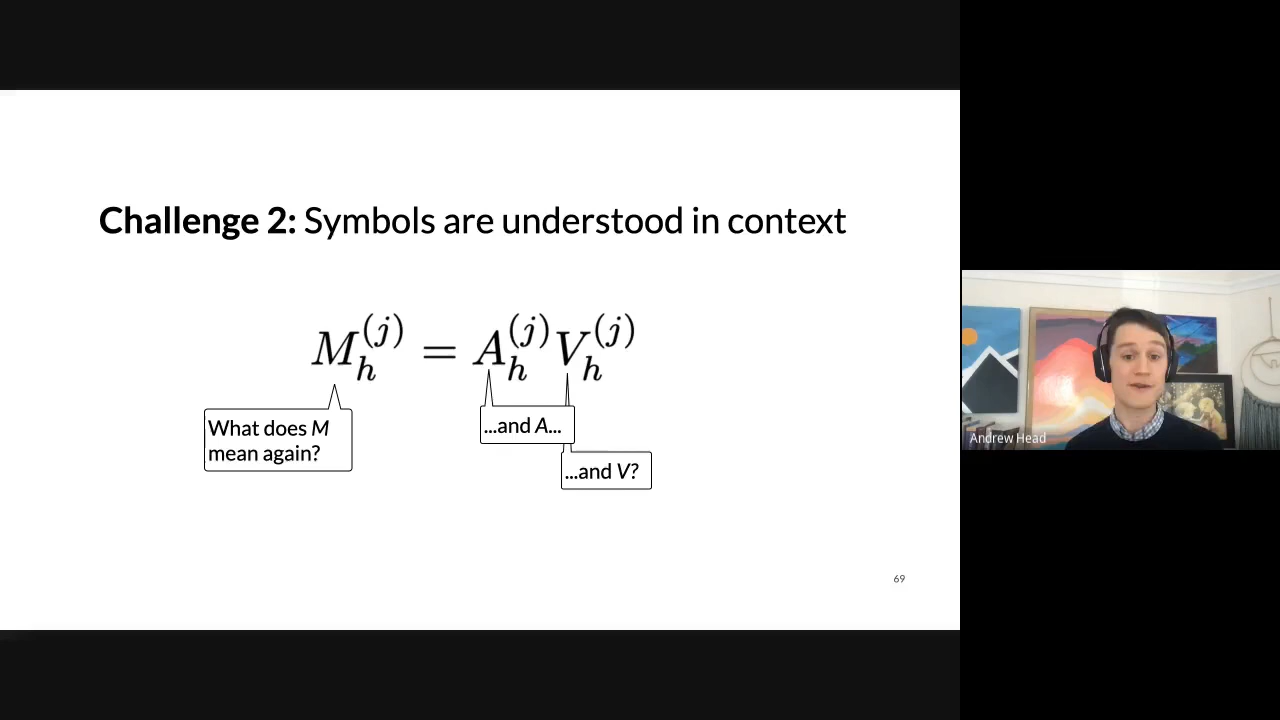 Challenge 2: Symbols are understood in context
M_h^{(j)} = A_h^{(j)} V_h^{(j)}
What does M
mean again?
...and A...
...and V?
69
Andrew Head